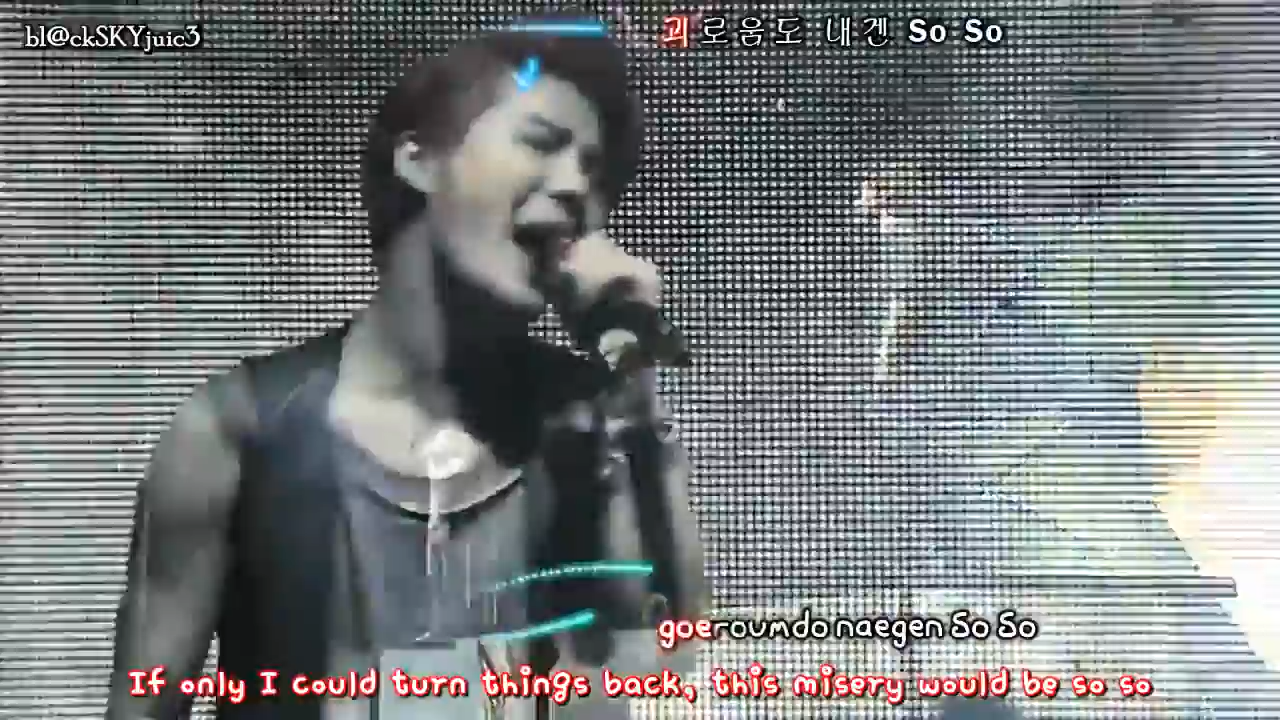 bl@ckSKYjuic3
괴로움도 내겐 So So
goeroumdo naegen So So
If only I could turn things back, this misery would be so so